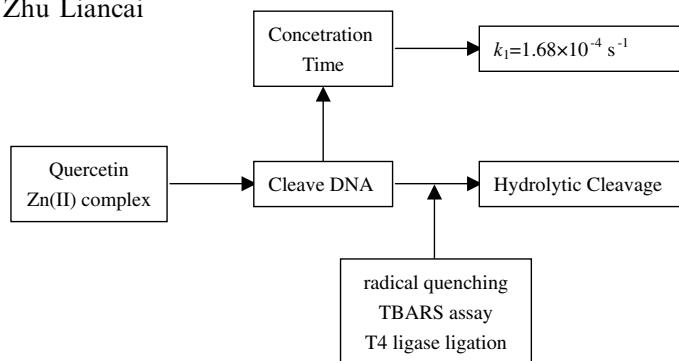 Zhu Liancai
Concetration
Time
k₁=1.68×10⁻⁴ s⁻¹
Quercetin
Zn(II) complex
Cleave DNA
Hydrolytic Cleavage
radical quenching
TBARS assay
T4 ligase ligation